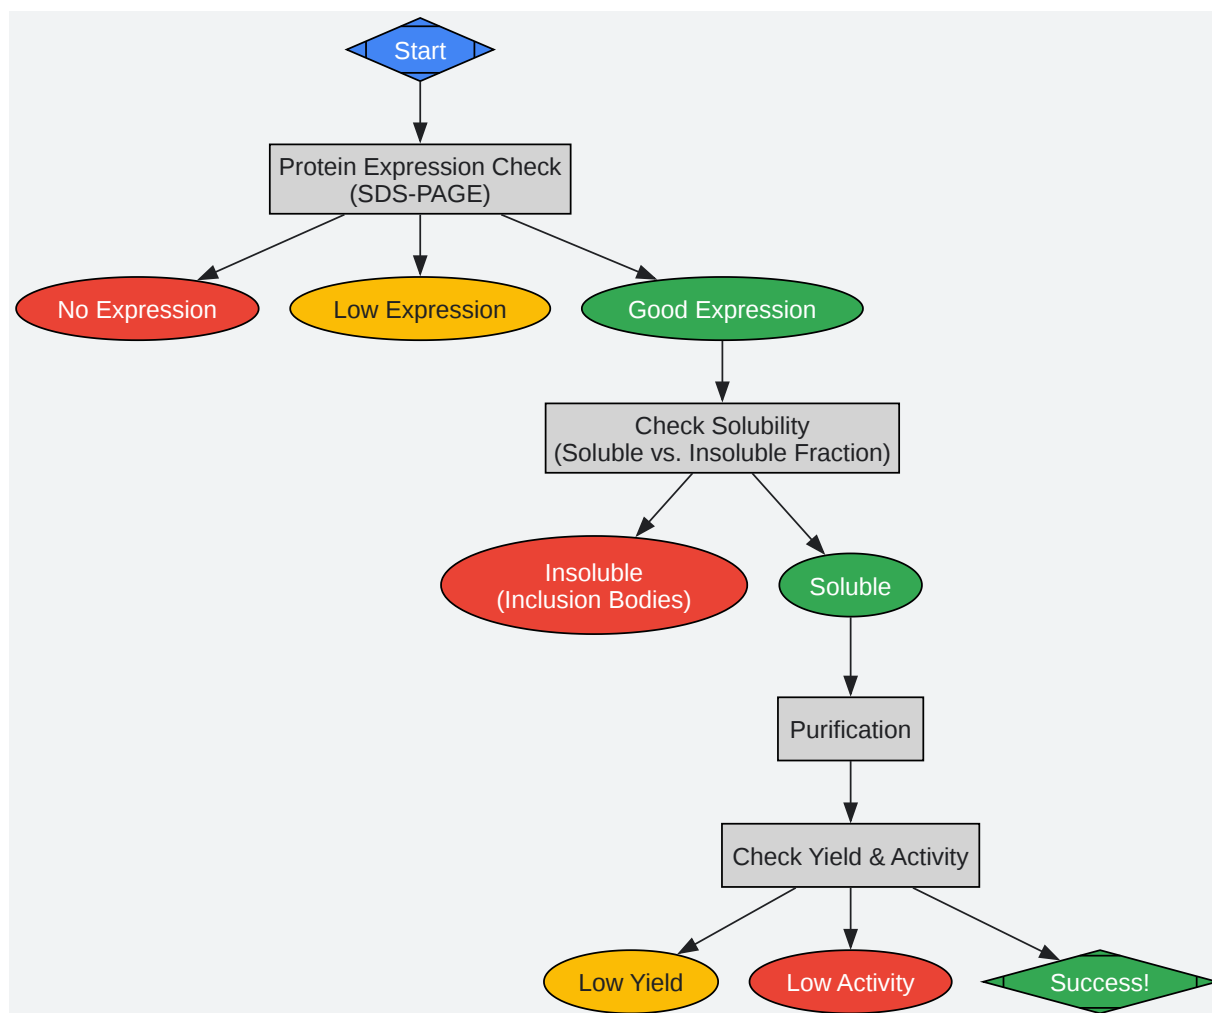 Start
Protein Expression Check
(SDS-PAGE)
No Expression
Low Expression
Good Expression
Check Solubility
(Soluble vs. Insoluble Fraction)
Insoluble
(Inclusion Bodies)
Soluble
Purification
Check Yield & Activity
Low Yield
Low Activity
Success!